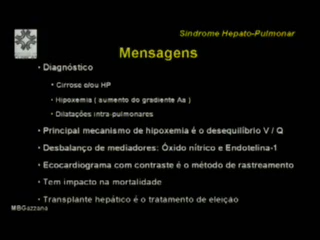 Síndrome Hepato-Pulmonar
Mensagens
• Diagnóstico
• Cirrose e/ou HP
• Hipoxemia ( aumento do gradiente Aa )
• Dilatações intra-pulmonares
• Principal mecanismo de hipoxemia é o desequilíbrio V / Q
• Desbalanço de mediadores: Óxido nítrico e Endotelina-1
• Ecocardiograma com contraste é o método de rastreamento
• Tem impacto na mortalidade
• Transplante hepático é o tratamento de eleição
MBGazzana